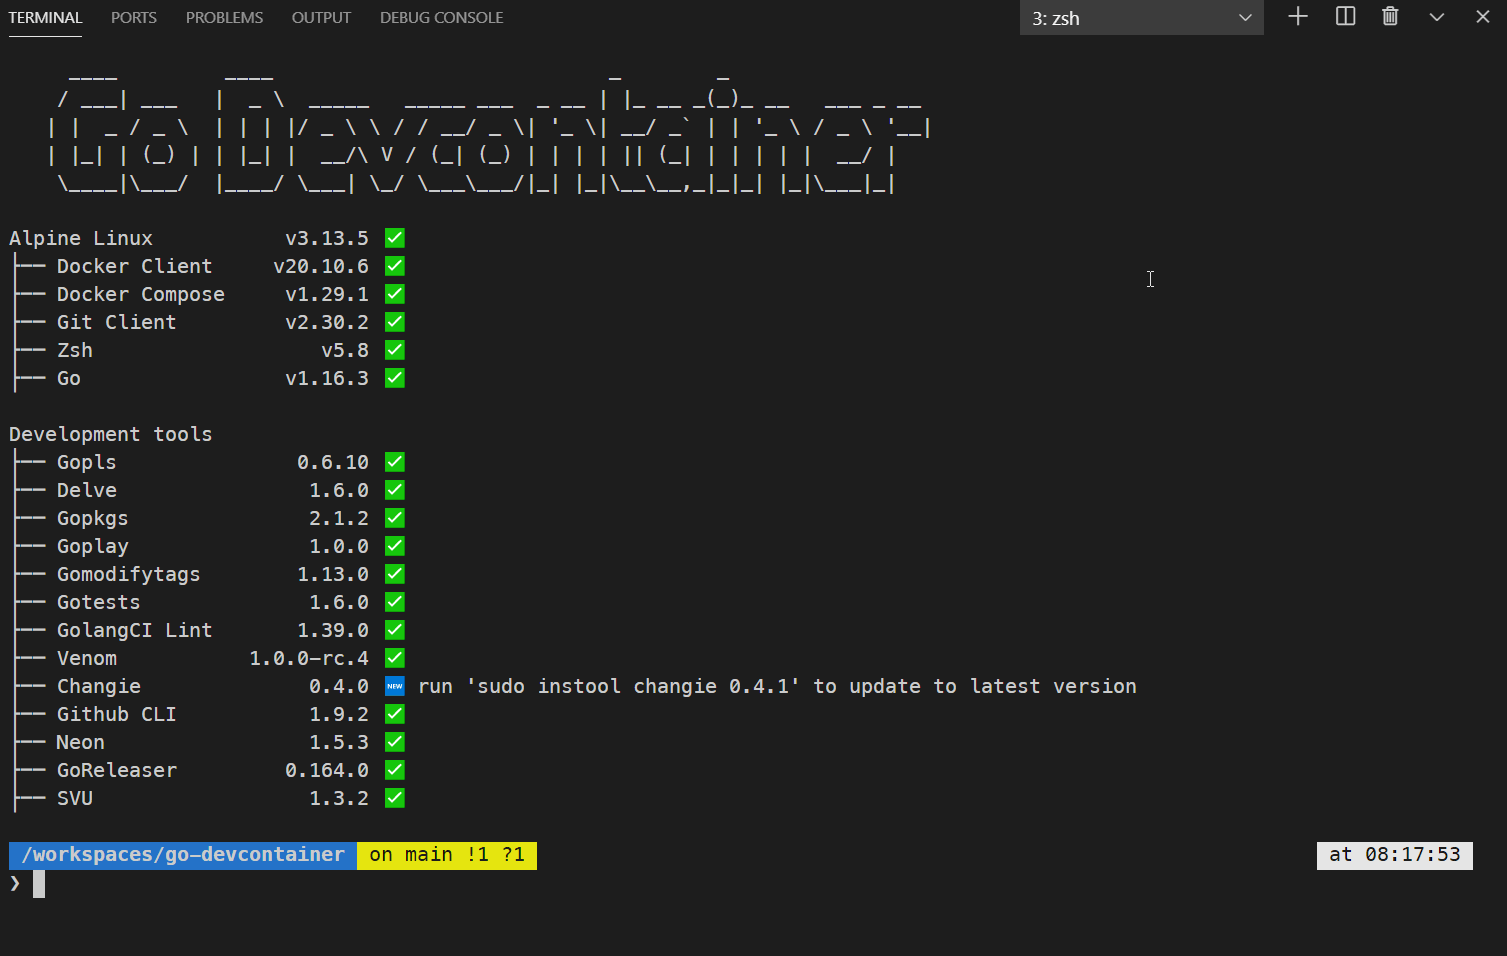 TERMINAL PORTS PROBLEMS OUTPUT DEBUG CONSOLE 3: zsh
Go Devcontainer
Alpine Linux v3.13.5 ✅
├── Docker Client v20.10.6 ✅
├── Docker Compose v1.29.1 ✅
├── Git Client v2.30.2 ✅
├── Zsh v5.8 ✅
├── Go v1.16.3 ✅
Development tools
├── Gopls 0.6.10 ✅
├── Delve 1.6.0 ✅
├── Gopkgs 2.1.2 ✅
├── Goplay 1.0.0 ✅
├── Gomodifytags 1.13.0 ✅
├── Gotests 1.6.0 ✅
├── GolangCI Lint 1.39.0 ✅
├── Venom 1.0.0-rc.4 ✅
├── Changie 0.4.0 🆕 run 'sudo instool changie 0.4.1' to update to latest version
├── Github CLI 1.9.2 ✅
├── Neon 1.5.3 ✅
├── GoReleaser 0.164.0 ✅
├── SVU 1.3.2 ✅
/workspaces/go-devcontainer on main !1 ?1 at 08:17:53
❯